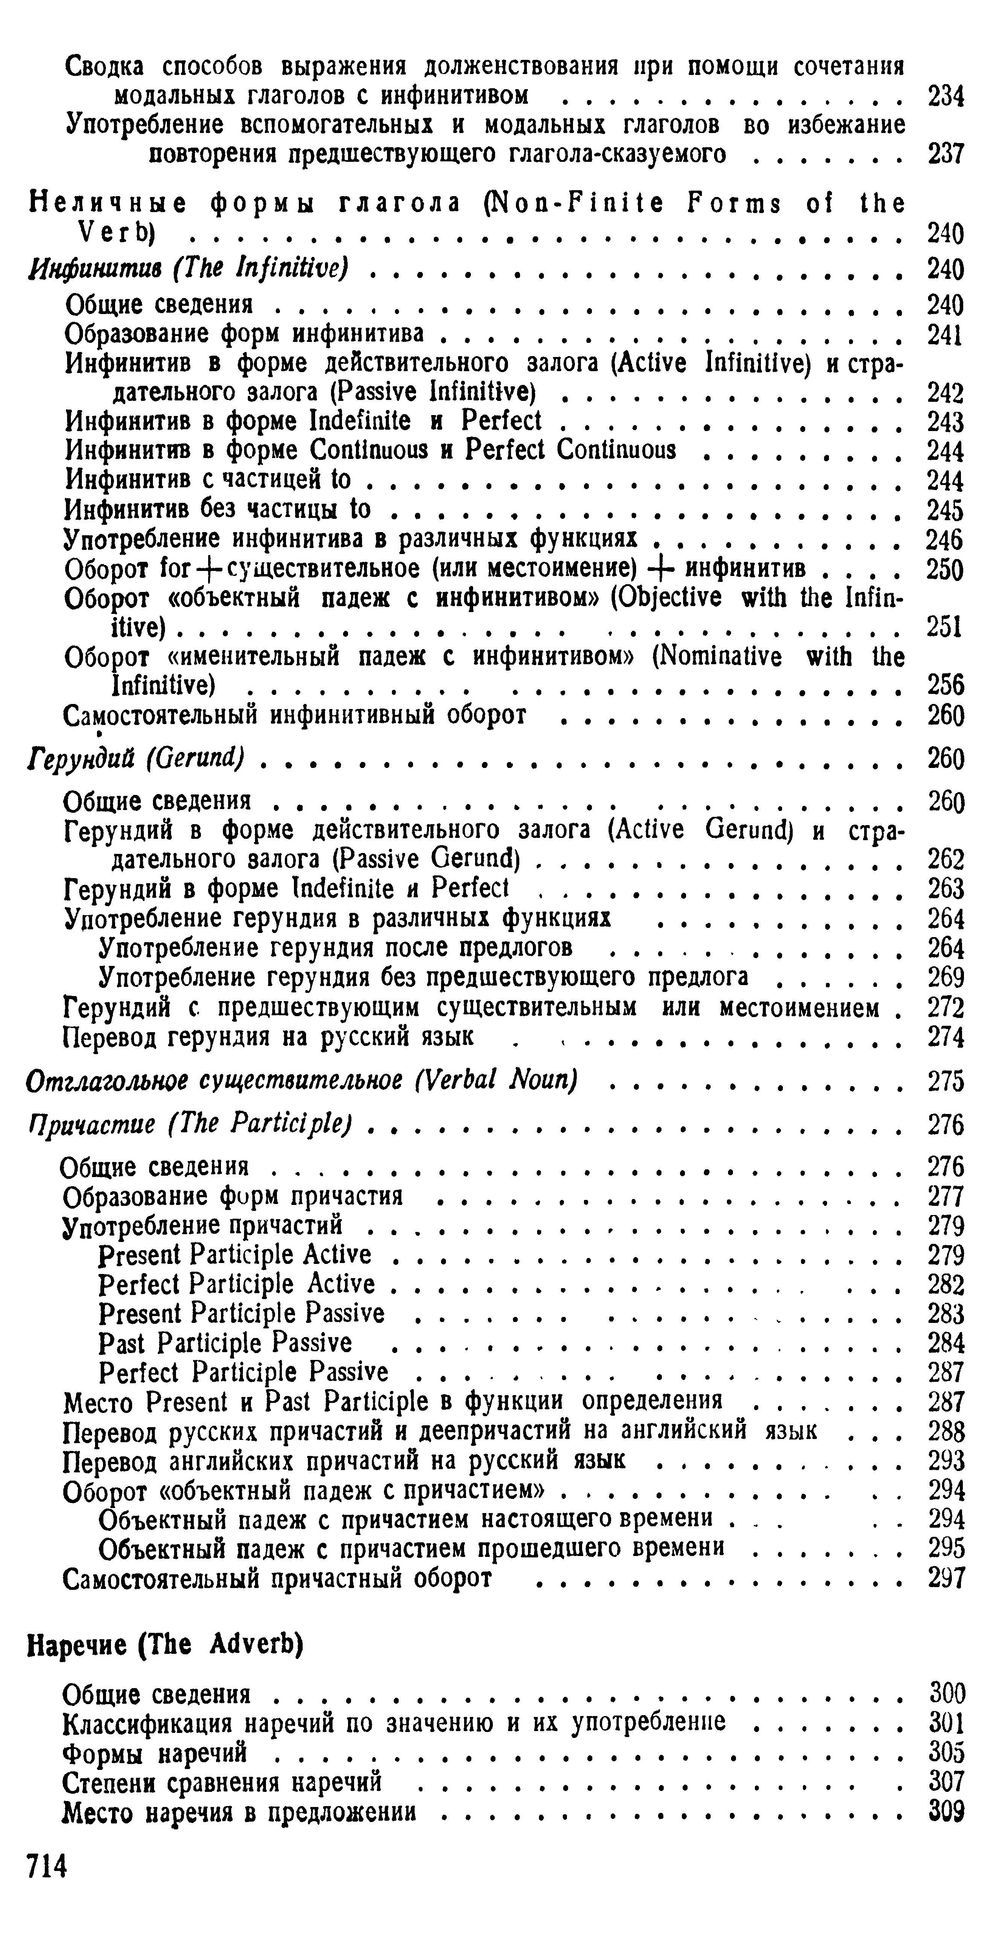 Сводка способов выражения долженствования при помощи сочетания
модальных глаголов с инфинитивом . . . . . . . . . . . . . . . 234
Употребление вспомогательных и модальных глаголов во избежание
повторения предшествующего глагола-сказуемого . . . . . . . 237
Неличные формы глагола (Non-Finite Forms of the
Verb) . . . . . . . . . . . . . . . . . . . . . . . . . . . . . . 240
Инфинитив (The Infinitive) . . . . . . . . . . . . . . . . . . . . . . . 240
Общие сведения . . . . . . . . . . . . . . . . . . . . . . . . . . . 240
Образование форм инфинитива . . . . . . . . . . . . . . . . . . . . 241
Инфинитив в форме действительного залога (Active Infinitive) и стра-
дательного залога (Passive Infinitive) . . . . . . . . . . . . . . . 242
Инфинитив в форме Indefinite и Perfect . . . . . . . . . . . . . . . 243
Инфинитив в форме Continuous и Perfect Continuous . . . . . . . . . 244
Инфинитив с частицей to . . . . . . . . . . . . . . . . . . . . . . . 244
Инфинитив без частицы to . . . . . . . . . . . . . . . . . . . . . . 245
Употребление инфинитива в различных функциях . . . . . . . . . . . 246
Оборот for + существительное (или местоимение) + инфинитив . . . . 250
Оборот «объектный падеж с инфинитивом» (Objective with the Infin-
itive) . . . . . . . . . . . . . . . . . . . . . . . . . . . . . . 251
Оборот «именительный падеж с инфинитивом» (Nominative with the
Infinitive) . . . . . . . . . . . . . . . . . . . . . . . . . . . 256
Самостоятельный инфинитивный оборот . . . . . . . . . . . . . . . 260
Герундий (Gerund) . . . . . . . . . . . . . . . . . . . . . . . . . . . 260
Общие сведения . . . . . . . . . . . . . . . . . . . . . . . . . . 260
Герундий в форме действительного залога (Active Gerund) и стра-
дательного залога (Passive Gerund) . . . . . . . . . . . . . . . . 262
Герундий в форме Indefinite и Perfect . . . . . . . . . . . . . . . . 263
Употребление герундия в различных функциях . . . . . . . . . . . 264
Употребление герундия после предлогов . . . . . . . . . . . . . 264
Употребление герундия без предшествующего предлога . . . . . . 269
Герундий с предшествующим существительным или местоимением . 272
Перевод герундия на русский язык . . . . . . . . . . . . . . . . 274
Отглагольное существительное (Verbal Noun) . . . . . . . . . . . . . 275
Причастие (The Participle) . . . . . . . . . . . . . . . . . . . . . . . 276
Общие сведения . . . . . . . . . . . . . . . . . . . . . . . . . . . 276
Образование форм причастия . . . . . . . . . . . . . . . . . . . . 277
Употребление причастий . . . . . . . . . . . . . . . . . . . . . . . 279
Present Participle Active . . . . . . . . . . . . . . . . . . . . . . 279
Perfect Participle Active . . . . . . . . . . . . . . . . . . . . . 282
Present Participle Passive . . . . . . . . . . . . . . . . . . . . 283
Past Participle Passive . . . . . . . . . . . . . . . . . . . . . . 284
Perfect Participle Passive . . . . . . . . . . . . . . . . . . . . 287
Место Present и Past Participle в функции определения . . . . . . . 287
Перевод русских причастий и деепричастий на английский язык . . . 288
Перевод английских причастий на русский язык . . . . . . . . . . . 293
Оборот «объектный падеж с причастием» . . . . . . . . . . . . . . 294
Объектный падеж с причастием настоящего времени . . . . . 294
Объектный падеж с причастием прошедшего времени . . . . . . . 295
Самостоятельный причастный оборот . . . . . . . . . . . . . . . . 297
Наречие (The Adverb)
Общие сведения . . . . . . . . . . . . . . . . . . . . . . . . . . . 300
Классификация наречий по значению и их употребление . . . . . . . 301
Формы наречий . . . . . . . . . . . . . . . . . . . . . . . . . . . 305
Степени сравнения наречий . . . . . . . . . . . . . . . . . . . . 307
Место наречия в предложении . . . . . . . . . . . . . . . . . . . . 309
714